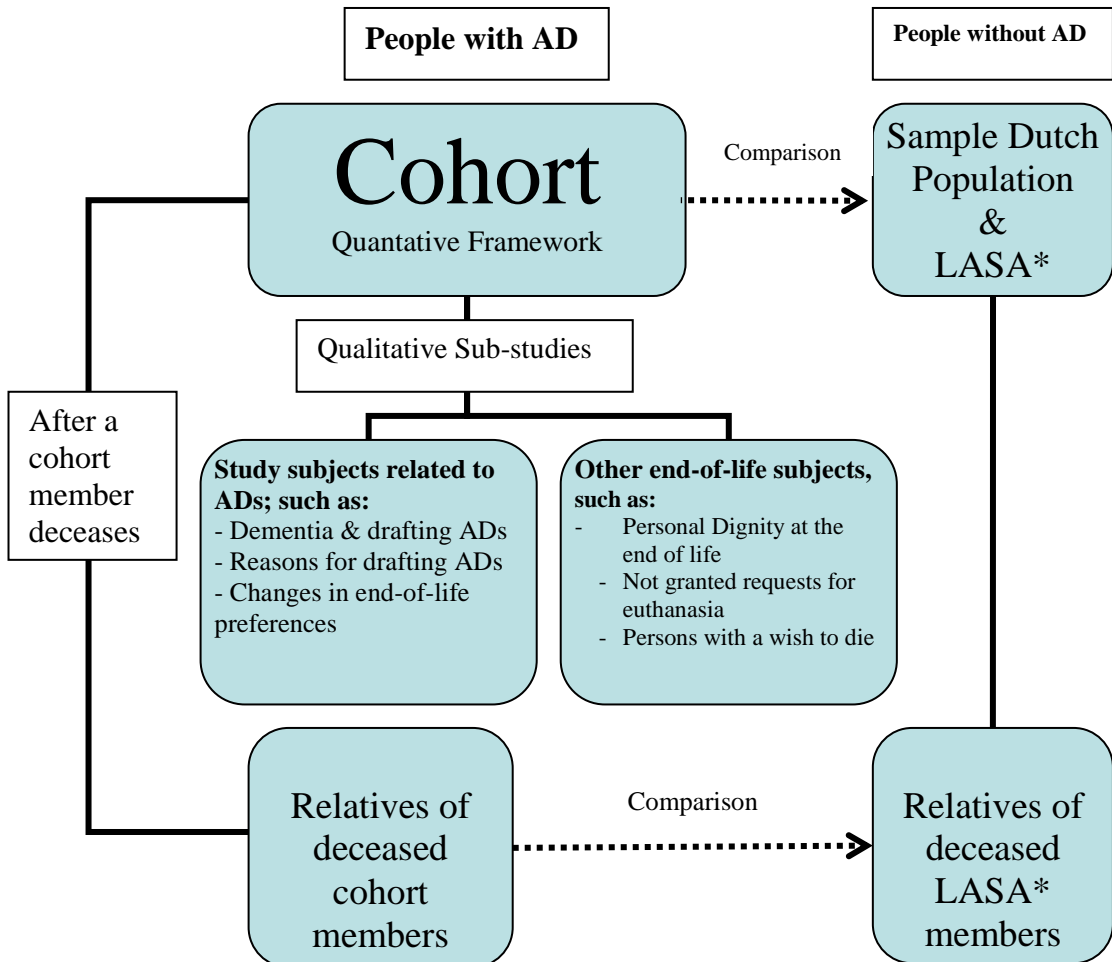 People with AD
People without AD
Cohort
Quantative Framework
Comparison
Sample Dutch
Population
&
LASA*
Qualitative Sub-studies
After a
cohort
member
deceases
Study subjects related to
ADs; such as:
- Dementia & drafting ADs
- Reasons for drafting ADs
- Changes in end-of-life
preferences
Other end-of-life subjects,
such as:
- Personal Dignity at the
end of life
- Not granted requests for
euthanasia
- Persons with a wish to die
Relatives of
deceased
cohort
members
Comparison
Relatives of
deceased
LASA*
members